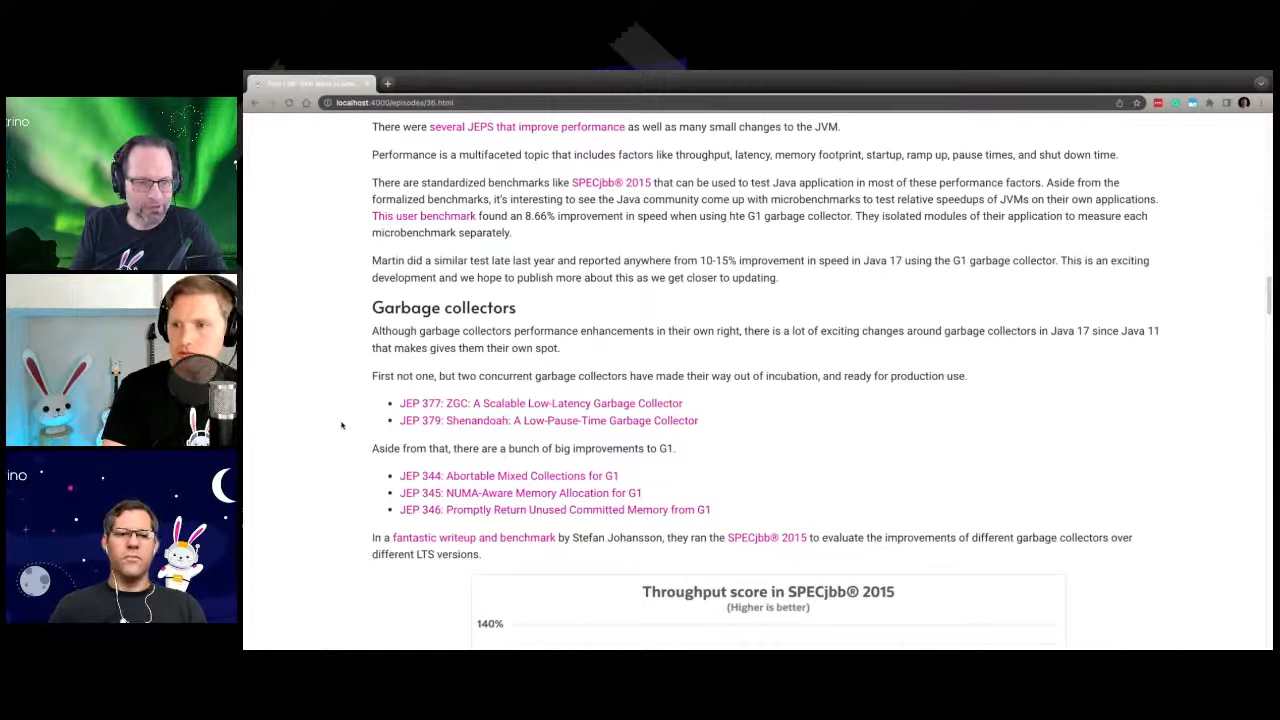 localhost:4000/episodes/36.html
There were several JEPS that improve performance as well as many small changes to the JVM.
Performance is a multifaceted topic that includes factors like throughput, latency, memory footprint, startup, ramp up, pause times, and shut down time.
There are standardized benchmarks like SPECjbb® 2015 that can be used to test Java application in most of these performance factors. Aside from the
formalized benchmarks, it's interesting to see the Java community come up with microbenchmarks to test relative speedups of JVMs on their own applications.
This user benchmark found an 8.66% improvement in speed when using hte G1 garbage collector. They isolated modules of their application to measure each
microbenchmark separately.
Martin did a similar test late last year and reported anywhere from 10-15% improvement in speed in Java 17 using the G1 garbage collector. This is an exciting
development and we hope to publish more about this as we get closer to updating.
Garbage collectors
Although garbage collectors performance enhancements in their own right, there is a lot of exciting changes around garbage collectors in Java 17 since Java 11
that makes gives them their own spot.
First not one, but two concurrent garbage collectors have made their way out of incubation, and ready for production use.
JEP 377: ZGC: A Scalable Low-Latency Garbage Collector
JEP 379: Shenandoah: A Low-Pause-Time Garbage Collector
Aside from that, there are a bunch of big improvements to G1.
JEP 344: Abortable Mixed Collections for G1
JEP 345: NUMA-Aware Memory Allocation for G1
JEP 346: Promptly Return Unused Committed Memory from G1
In a fantastic writeup and benchmark by Stefan Johansson, they ran the SPECjbb® 2015 to evaluate the improvements of different garbage collectors over
different LTS versions.
Throughput score in SPECjbb® 2015
(Higher is better)
140%
rino
ino